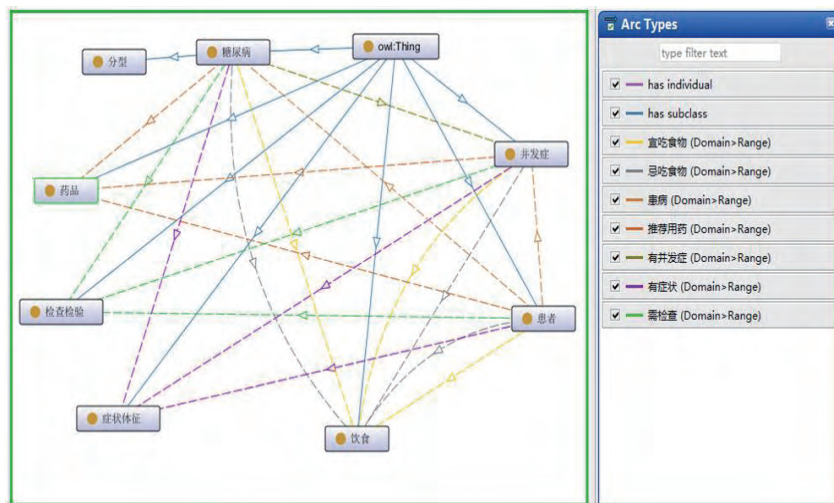 糖尿病
owl:Thing
分型
并发症
药品
检查检验
患者
症状体征
饮食
Arc Types
type filter text
has individual
has subclass
宜吃食物 (Domain>Range)
忌吃食物 (Domain>Range)
患病 (Domain>Range)
推荐用药 (Domain>Range)
有并发症 (Domain>Range)
有症状 (Domain>Range)
需检查 (Domain>Range)